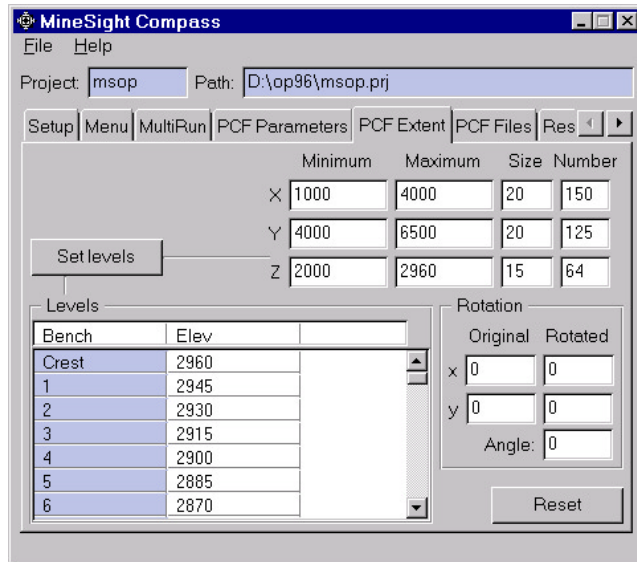 MineSight Compass
File Help
Project: msop Path: D:\op96\msop.prj
Setup Menu MultiRun PCF Parameters PCF Extent PCF Files Res
Minimum Maximum Size Number
X 1000 4000 20 150
Y 4000 6500 20 125
Set levels
Z 2000 2960 15 64
Levels
Bench Elev
Crest 2960
1 2945
2 2930
3 2915
4 2900
5 2885
6 2870
Rotation
Original Rotated
x 0 0
y 0 0
Angle: 0
Reset